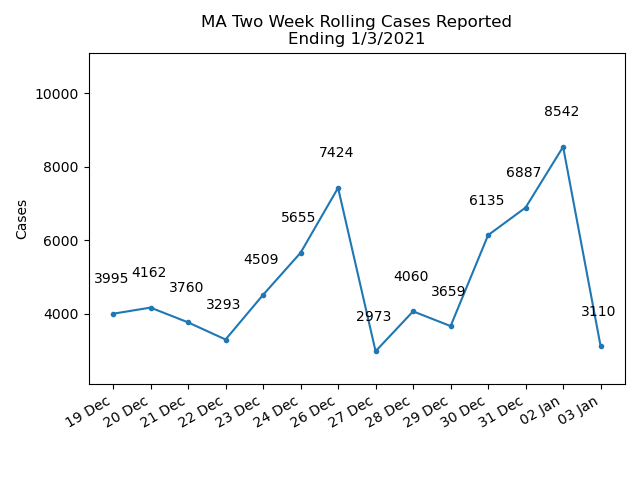 MA Two Week Rolling Cases Reported
Ending 1/3/2021
Cases
10000
8000
6000
4000
3995
4162
3760
3293
4509
5655
7424
2973
4060
3659
6135
6887
8542
3110
19 Dec
20 Dec
21 Dec
22 Dec
23 Dec
24 Dec
26 Dec
27 Dec
28 Dec
29 Dec
30 Dec
31 Dec
02 Jan
03 Jan